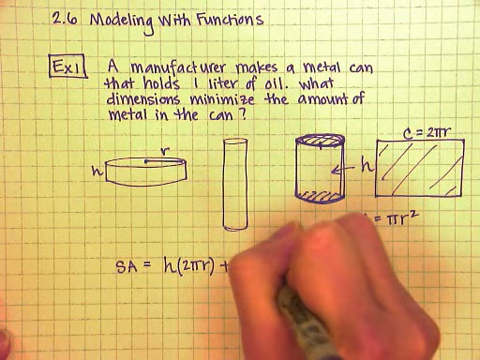 2.6 Modeling With Functions
Ex1 A manufacturer makes a metal can
that holds 1 liter of oil. What
dimensions minimize the amount of
metal in the can?
C = 2πr
r
h
h
= πr²
SA = h(2πr) +